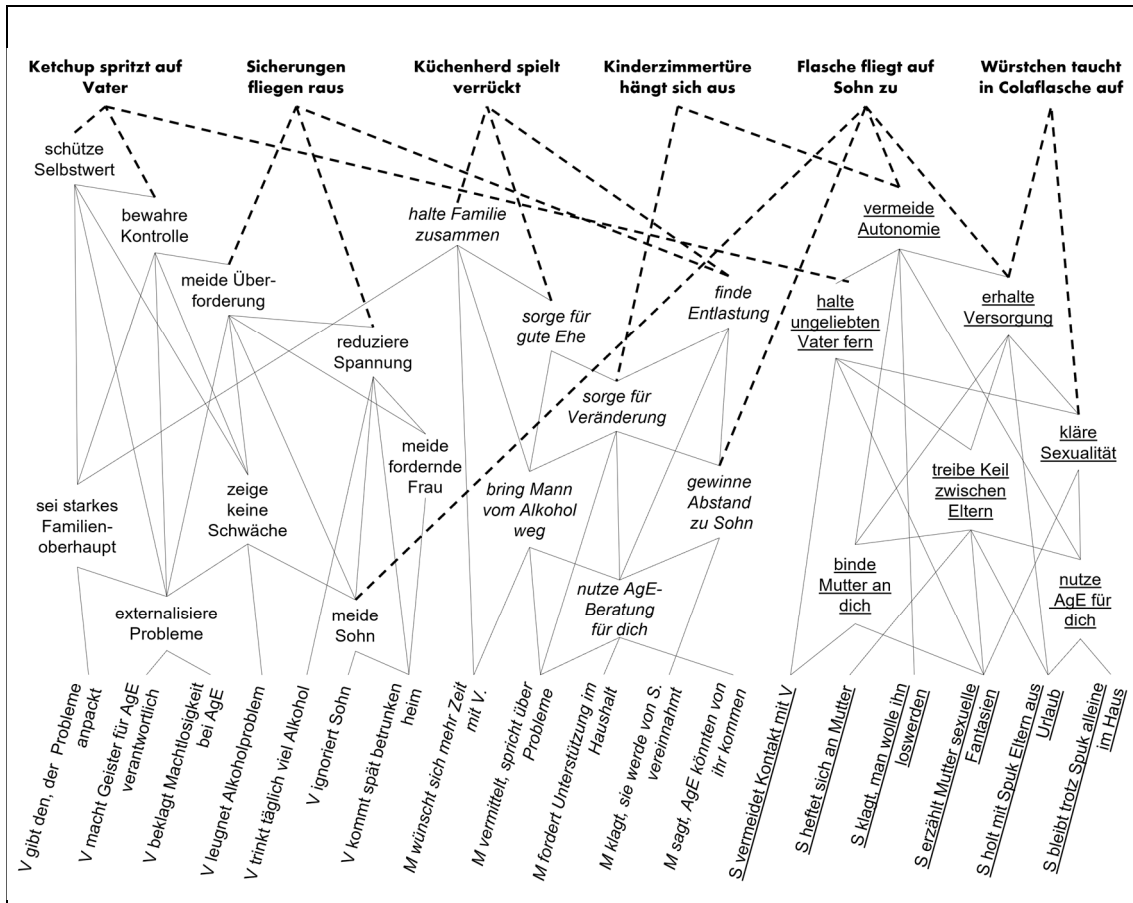 Ketchup spritzt auf
Vater
Sicherungen
fliegen raus
Küchenherd spielt
verrückt
Kinderzimmertüre
hängt sich aus
Flasche fliegt auf
Sohn zu
Würstchen taucht
in Colaflasche auf
schütze
Selbstwert
bewahre
Kontrolle
halte Familie
zusammen
vermeide
Autonomie
meide Über-
forderung
finde
Entlastung
halte
ungeliebten
Vater fern
erhalte
Versorgung
sorge für
gute Ehe
reduziere
Spannung
sorge für
Veränderung
kläre
Sexualität
meide
fordernde
Frau
treibe Keil
zwischen
Eltern
sei starkes
Familien-
oberhaupt
zeige
keine
Schwäche
bring Mann
vom Alkohol
weg
gewinne
Abstand
zu Sohn
binde
Mutter an
dich
nutze
AgE für
dich
externalisiere
Probleme
meide
Sohn
nutze AgE-
Beratung
für dich
V gibt den, der Probleme
anpackt
V macht Geister für AgE
verantwortlich
V beklagt Machtlosigkeit
bei AgE
V leugnet Alkoholproblem
V trinkt täglich viel Alkohol
V ignoriert Sohn
V kommt spät betrunken
heim
M wünscht sich mehr Zeit
mit V.
M vermittelt, spricht über
Probleme
M fordert Unterstützung im
Haushalt
M klagt, sie werde von S.
vereinnahmt
M sagt, AgE könnten von
ihr kommen
S vermeidet Kontakt mit V
S heftet sich an Mutter
S klagt, man wolle ihn
loswerden
S erzählt Mutter sexuelle
Fantasien
S holt mit Spuk Eltern aus
Urlaub
S bleibt trotz Spuk alleine
im Haus